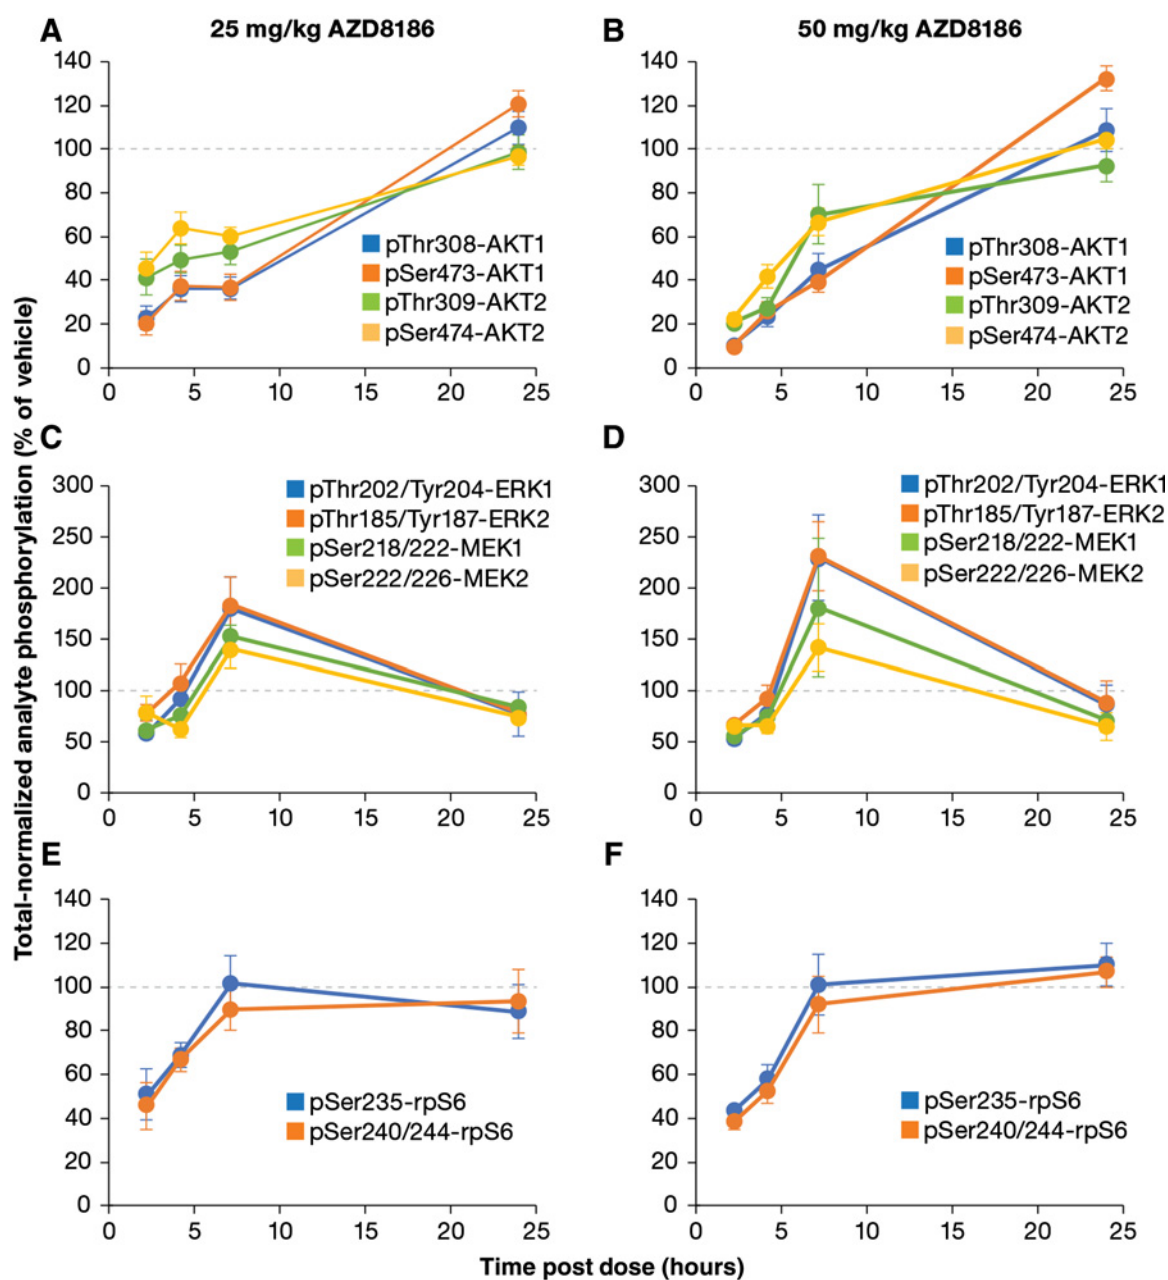 A
25 mg/kg AZD8186
B
50 mg/kg AZD8186
Total-normalized analyte phosphorylation (% of vehicle)
140
120
100
80
60
40
20
0
0 5 10 15 20 25
pThr308-AKT1
pSer473-AKT1
pThr309-AKT2
pSer474-AKT2
140
120
100
80
60
40
20
0
0 5 10 15 20 25
pThr308-AKT1
pSer473-AKT1
pThr309-AKT2
pSer474-AKT2
C
300
250
200
150
100
50
0
0 5 10 15 20 25
pThr202/Tyr204-ERK1
pThr185/Tyr187-ERK2
pSer218/222-MEK1
pSer222/226-MEK2
D
300
250
200
150
100
50
0
0 5 10 15 20 25
pThr202/Tyr204-ERK1
pThr185/Tyr187-ERK2
pSer218/222-MEK1
pSer222/226-MEK2
E
140
120
100
80
60
40
20
0
0 5 10 15 20 25
pSer235-rpS6
pSer240/244-rpS6
F
140
120
100
80
60
40
20
0
0 5 10 15 20 25
pSer235-rpS6
pSer240/244-rpS6
Time post dose (hours)